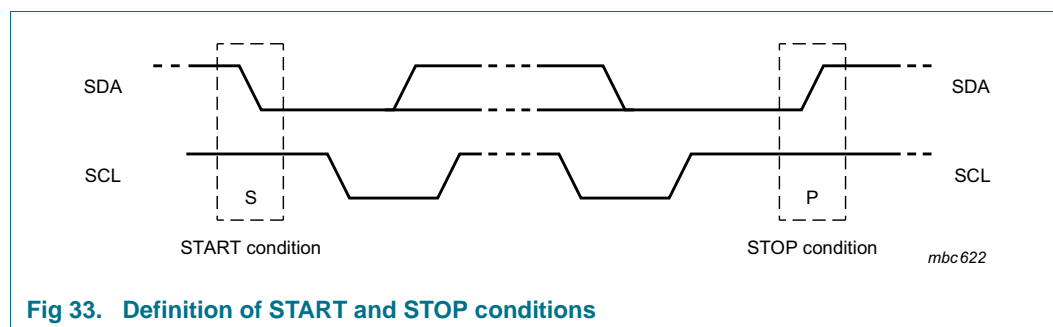 SDA
SDA
SCL
SCL
S
P
START condition
STOP condition
mbc622
Fig 33. Definition of START and STOP conditions